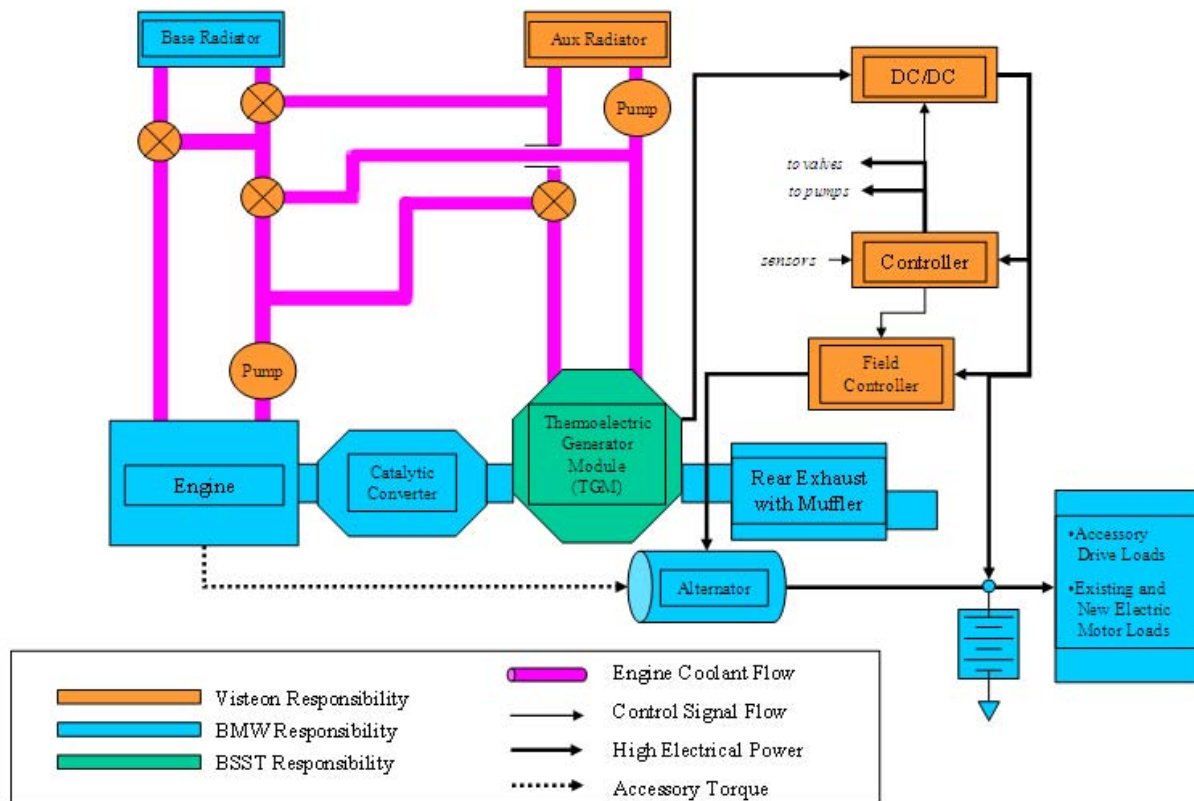 Base Radiator
Aux Radiator
DC/DC
Pump
to valves
to pumps
sensors
Controller
Pump
Field
Controller
Thermoelectric
Generator
Module
(TGM)
Engine
Catalytic
Converter
Rear Exhaust
with Muffler
•Accessory
Drive Loads
•Existing and
New Electric
Motor Loads
Alternator
Visteon Responsibility
BMW Responsibility
BSST Responsibility
Engine Coolant Flow
Control Signal Flow
High Electrical Power
Accessory Torque